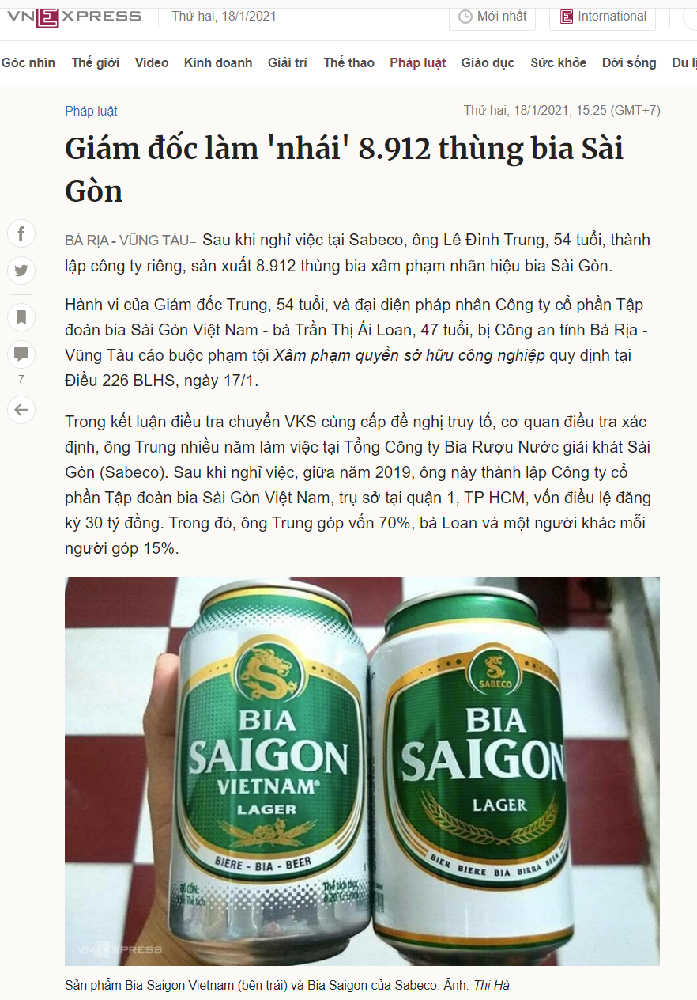 VNEXPRESS Thứ hai, 18/1/2021 Mới nhất E International
Góc nhìn Thế giới Video Kinh doanh Giải trí Thể thao Pháp luật Giáo dục Sức khỏe Đời sống
Pháp luật Thứ hai, 18/1/2021, 15:25 (GMT+7)
Giám đốc làm 'nhái' 8.912 thùng bia Sài
Gòn
BÀ RỊA - VŨNG TÀU– Sau khi nghỉ việc tại Sabeco, ông Lê Đình Trung, 54 tuổi, thành
lập công ty riêng, sản xuất 8.912 thùng bia xâm phạm nhãn hiệu bia Sài Gòn.
Hành vi của Giám đốc Trung, 54 tuổi, và đại diện pháp nhân Công ty cổ phần Tập
đoàn bia Sài Gòn Việt Nam - bà Trần Thị Ái Loan, 47 tuổi, bị Công an tỉnh Bà Rịa -
Vũng Tàu cáo buộc phạm tội Xâm phạm quyền sở hữu công nghiệp quy định tại
Điều 226 BLHS, ngày 17/1.
7
Trong kết luận điều tra chuyển VKS cùng cấp đề nghị truy tố, cơ quan điều tra xác
định, ông Trung nhiều năm làm việc tại Tổng Công ty Bia Rượu Nước giải khát Sài
Gòn (Sabeco). Sau khi nghỉ việc, giữa năm 2019, ông này thành lập Công ty cổ
phần Tập đoàn bia Sài Gòn Việt Nam, trụ sở tại quận 1, TP HCM, vốn điều lệ đăng
ký 30 tỷ đồng. Trong đó, ông Trung góp vốn 70%, bà Loan và một người khác mỗi
người góp 15%.
BIA
SAIGON
VIETNAM®
LAGER
BIERE - BIA - BEER
ĐỘ CỒN:
Thể tích thực
SABECO
BIA
SAIGON
LAGER
BIER BIERE BIA BIRRA BEER
VNEXPRESS
Sản phẩm Bia Saigon Vietnam (bên trái) và Bia Saigon của Sabeco. Ảnh: Thi Hà.